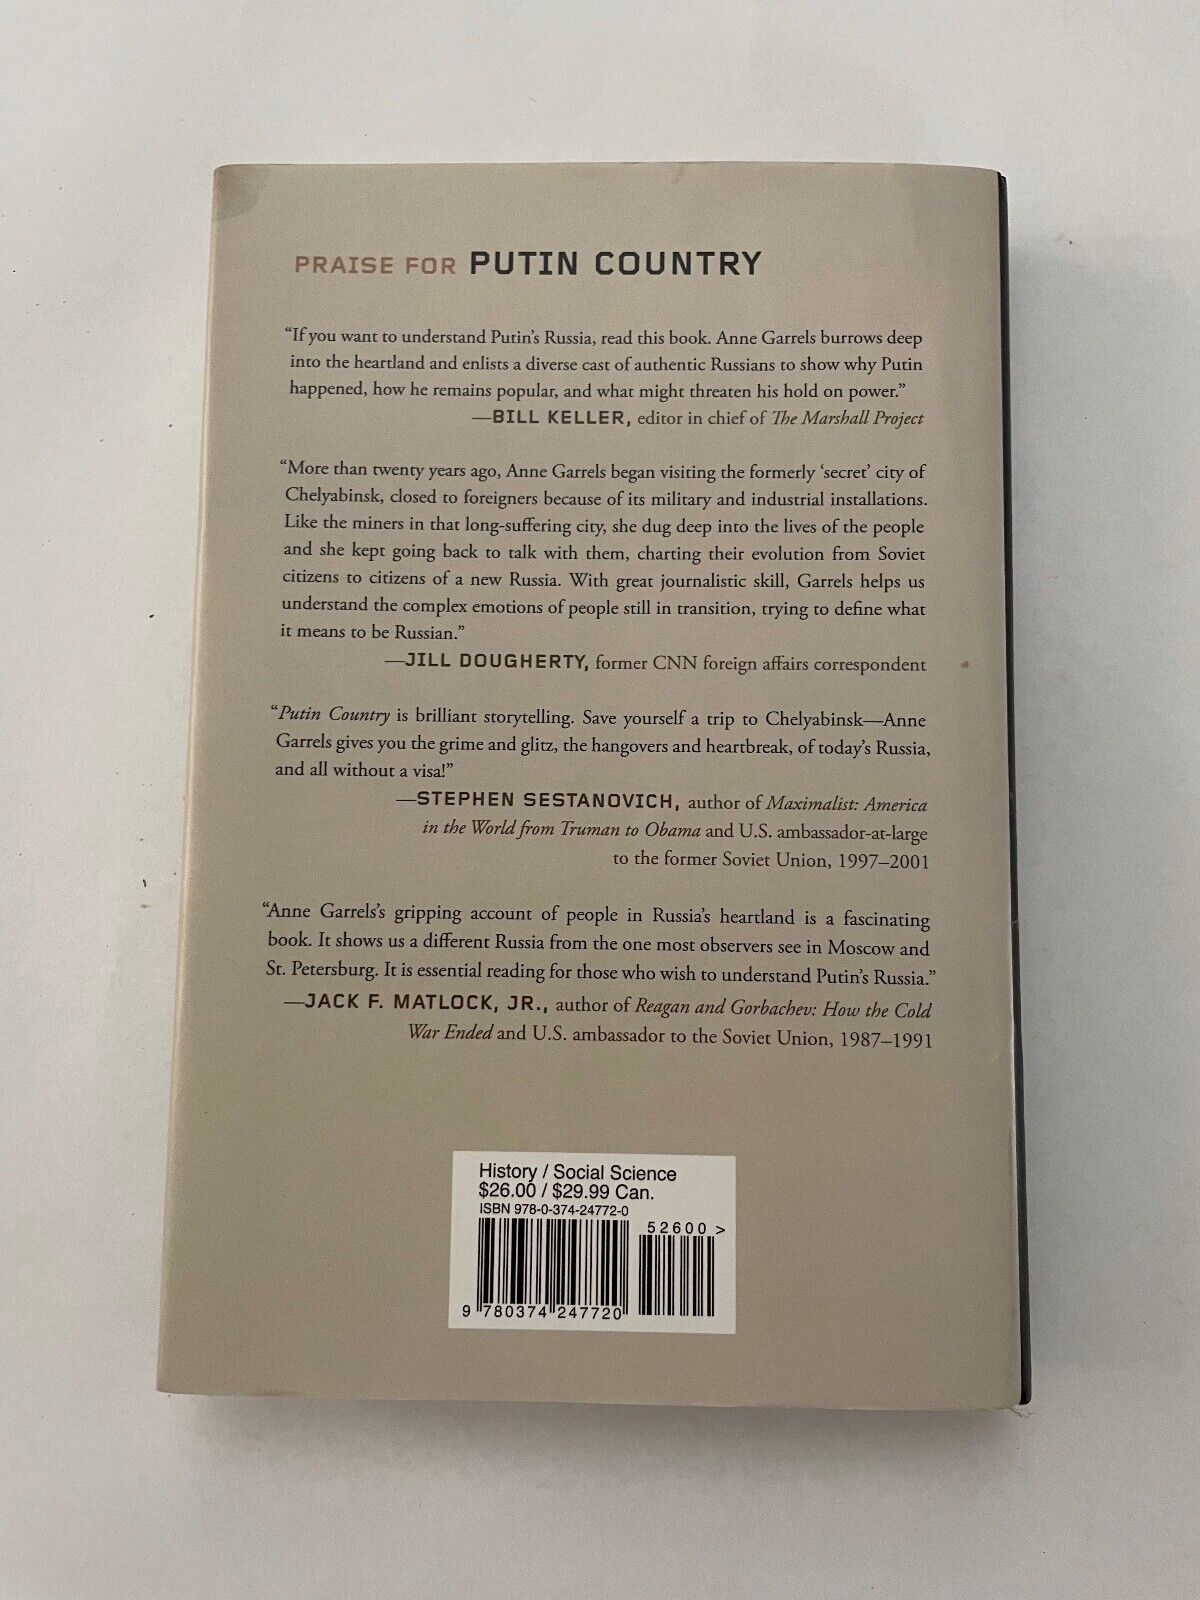 PRAISE FOR PUTIN COUNTRY
“If you want to understand Putin’s Russia, read this book. Anne Garrels burrows deep
into the heartland and enlists a diverse cast of authentic Russians to show why Putin
happened, how he remains popular, and what might threaten his hold on power.”
—BILL KELLER, editor in chief of The Marshall Project
“More than twenty years ago, Anne Garrels began visiting the formerly ‘secret’ city of
Chelyabinsk, closed to foreigners because of its military and industrial installations.
Like the miners in that long-suffering city, she dug deep into the lives of the people
and she kept going back to talk with them, charting their evolution from Soviet
citizens to citizens of a new Russia. With great journalistic skill, Garrels helps us
understand the complex emotions of people still in transition, trying to define what
it means to be Russian.”
—JILL DOUGHERTY, former CNN foreign affairs correspondent
“Putin Country is brilliant storytelling. Save yourself a trip to Chelyabinsk—Anne
Garrels gives you the grime and glitz, the hangovers and heartbreak, of today’s Russia,
and all without a visa!”
—STEPHEN SESTANOVICH, author of Maximalist: America
in the World from Truman to Obama and U.S. ambassador-at-large
to the former Soviet Union, 1997–2001
“Anne Garrels’s gripping account of people in Russia’s heartland is a fascinating
book. It shows us a different Russia from the one most observers see in Moscow and
St. Petersburg. It is essential reading for those who wish to understand Putin’s Russia.”
—JACK F. MATLOCK, JR., author of Reagan and Gorbachev: How the Cold
War Ended and U.S. ambassador to the Soviet Union, 1987–1991
History / Social Science
$26.00 / $29.99 Can.
ISBN 978-0-374-24772-0
52600 >
9 780374 247720